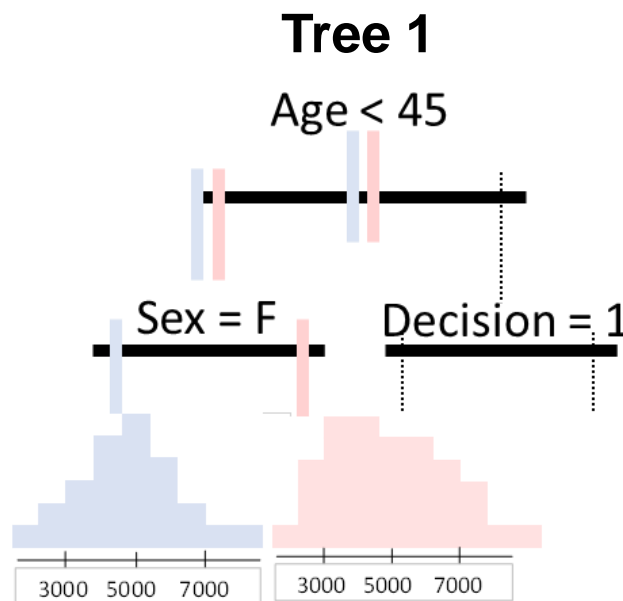 Tree 1
Age < 45
Sex = F
Decision = 1
3000 5000 7000
3000 5000 7000